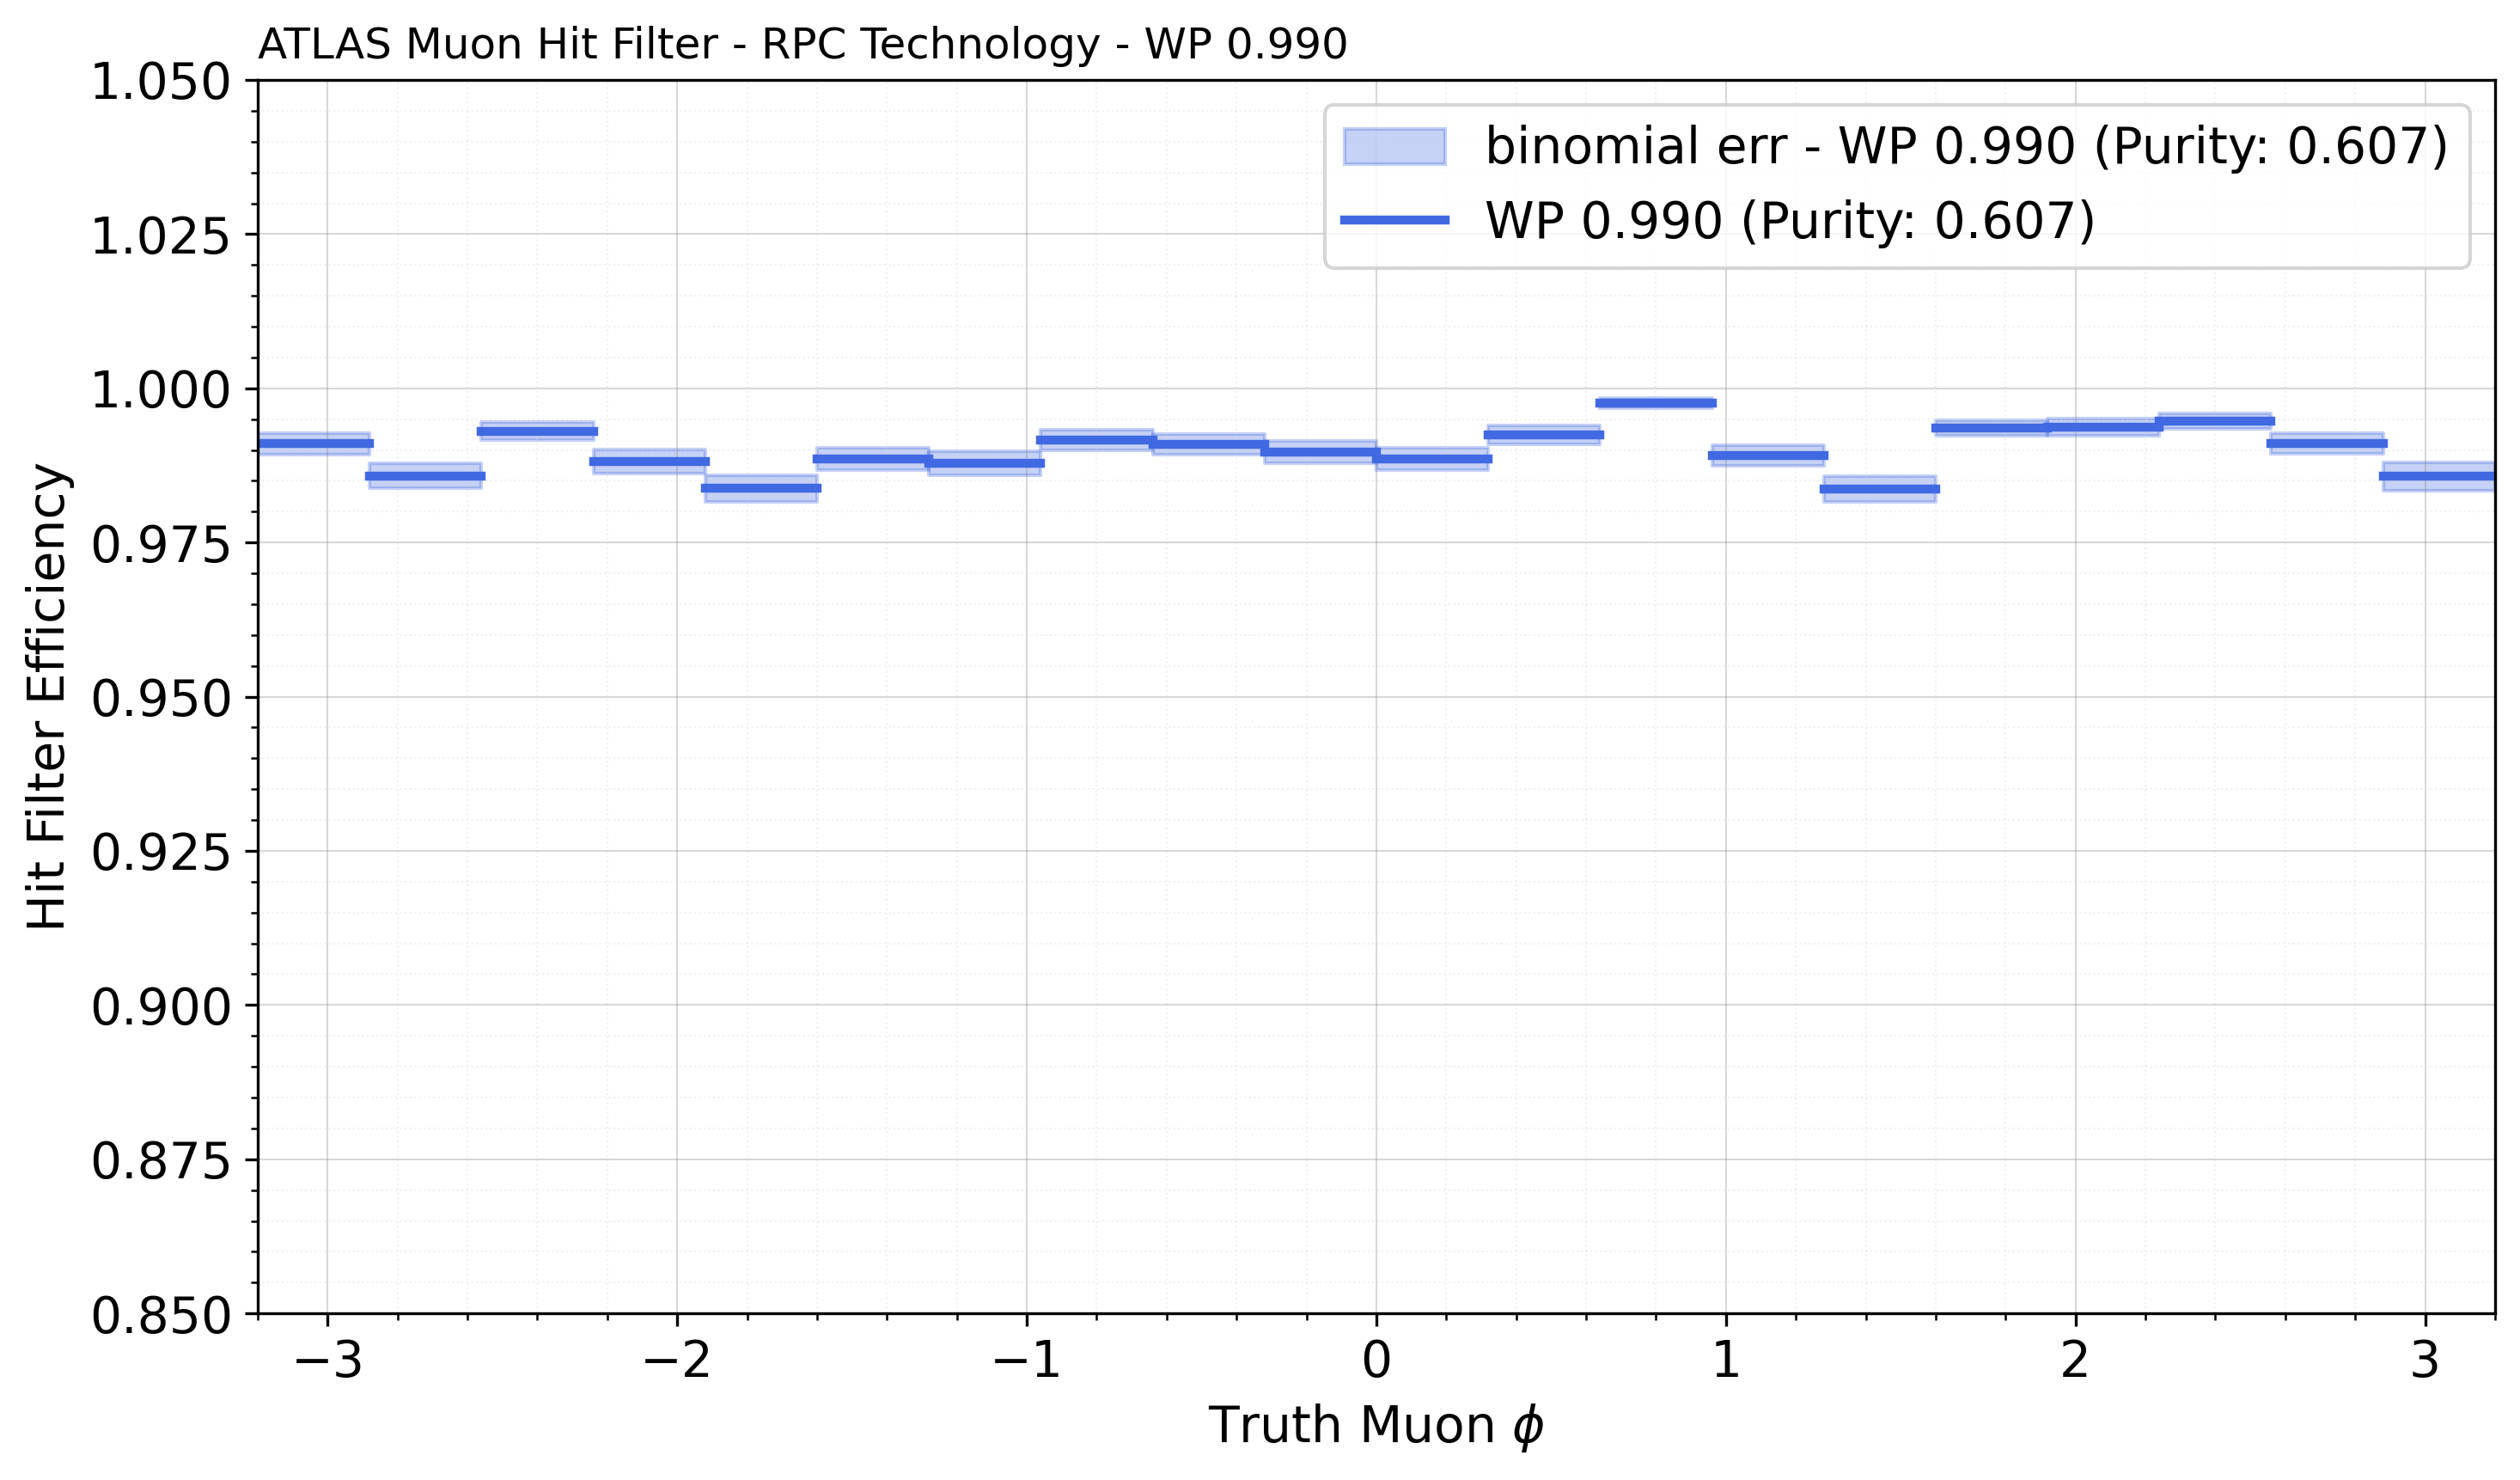 ATLAS Muon Hit Filter - RPC Technology - WP 0.990
binomial err - WP 0.990 (Purity: 0.607)
WP 0.990 (Purity: 0.607)
Hit Filter Efficiency
1.050
1.025
1.000
0.975
0.950
0.925
0.900
0.875
0.850
−3 −2 −1 0 1 2 3
Truth Muon ϕ